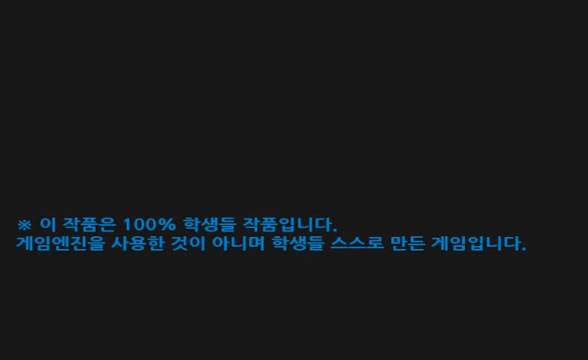 ※ 이 작품은 100% 학생들 작품입니다.
게임엔진을 사용한 것이 아니며 학생들 스스로 만든 게임입니다.